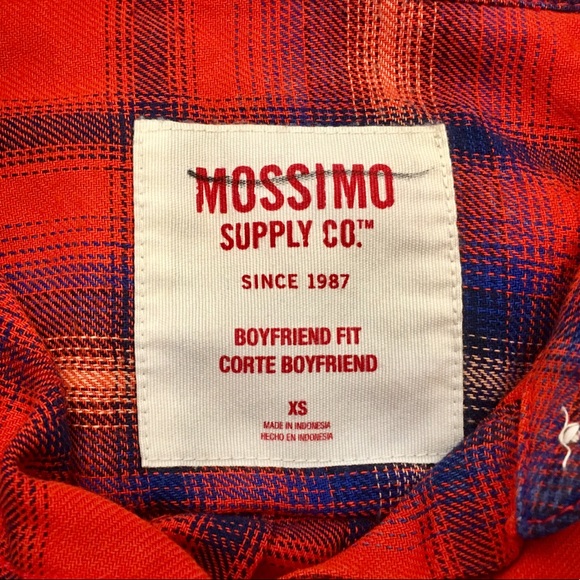 MOSSIMO
SUPPLY CO.™
SINCE 1987
BOYFRIEND FIT
CORTE BOYFRIEND
XS
MADE IN INDONESIA
HECHO EN INDONESIA